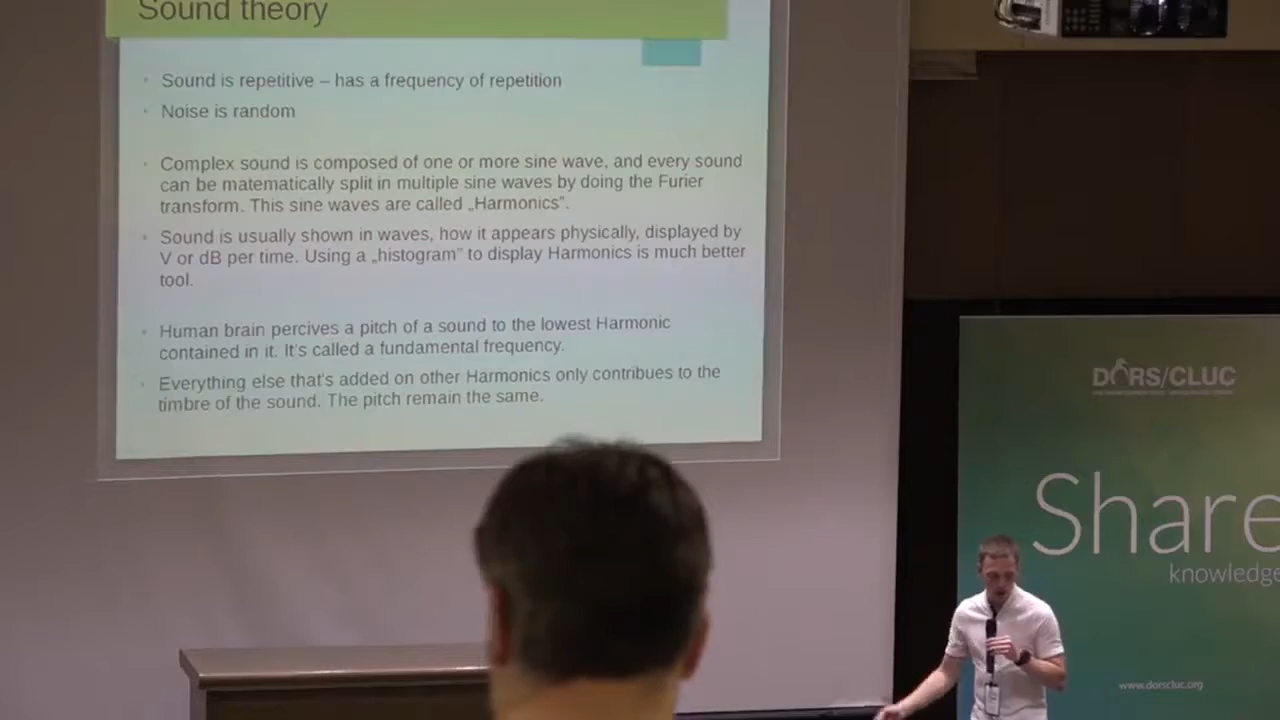 Sound theory
Sound is repetitive – has a frequency of repetition
Noise is random
Complex sound is composed of one or more sine wave, and every sound
can be matematically split in multiple sine waves by doing the Furier
transform. This sine waves are called „Harmonics”.
Sound is usually shown in waves, how it appears physically, displayed by
V or dB per time. Using a „histogram” to display Harmonics is much better
tool.
Human brain percives a pitch of a sound to the lowest Harmonic
contained in it. It's called a fundamental frequency.
Everything else that's added on other Harmonics only contributes to the
timbre of the sound. The pitch remain the same.
DORS/CLUC
Share
knowledge
www.dorscluc.org